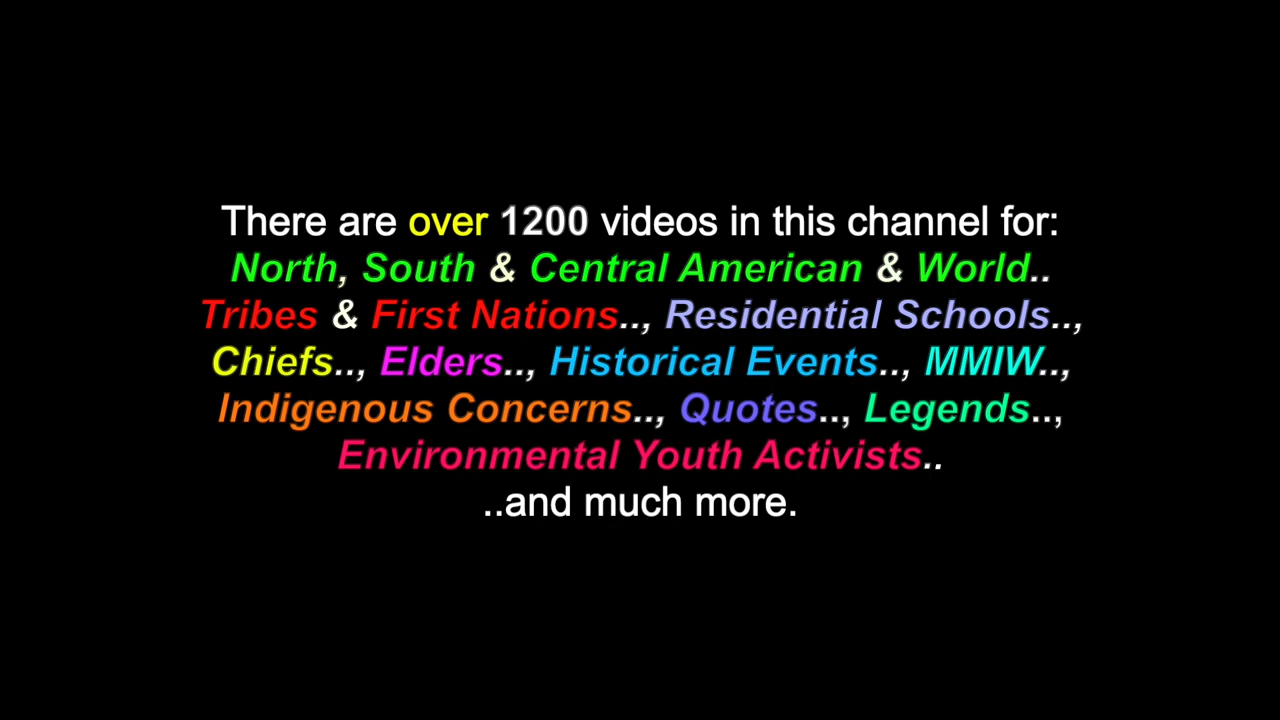 There are over 1200 videos in this channel for:
North, South & Central American & World..
Tribes & First Nations.., Residential Schools..,
Chiefs.., Elders.., Historical Events.., MMIW..,
Indigenous Concerns.., Quotes.., Legends..,
Environmental Youth Activists..
..and much more.